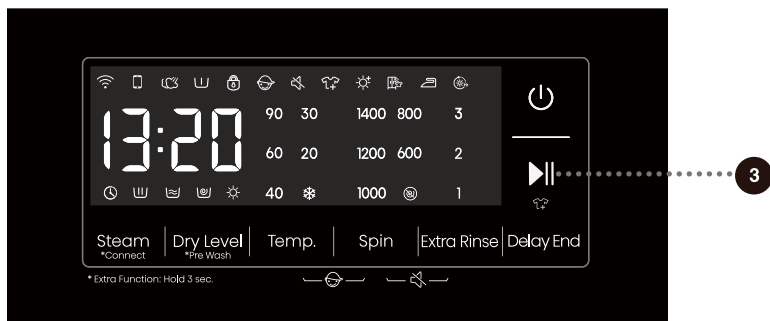 13:20
90 30 1400 800 3
60 20 1200 600 2
40 1000 1
3
Steam Dry Level Temp. Spin Extra Rinse Delay End
*Connect *Pre Wash
* Extra Function: Hold 3 sec.